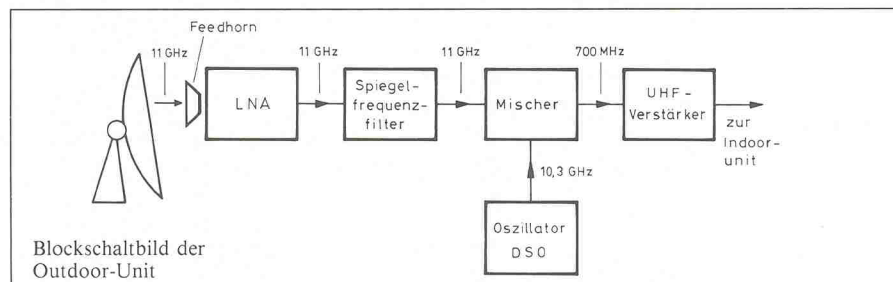 Feedhorn
11 GHz
11 GHz
11 GHz
700 MHz
LNA
Spiegel-
frequenz-
filter
Mischer
UHF-
Verstärker
zur
Indoor-
unit
10,3 GHz
Oszillator
DSO
Blockschaltbild der
Outdoor-Unit